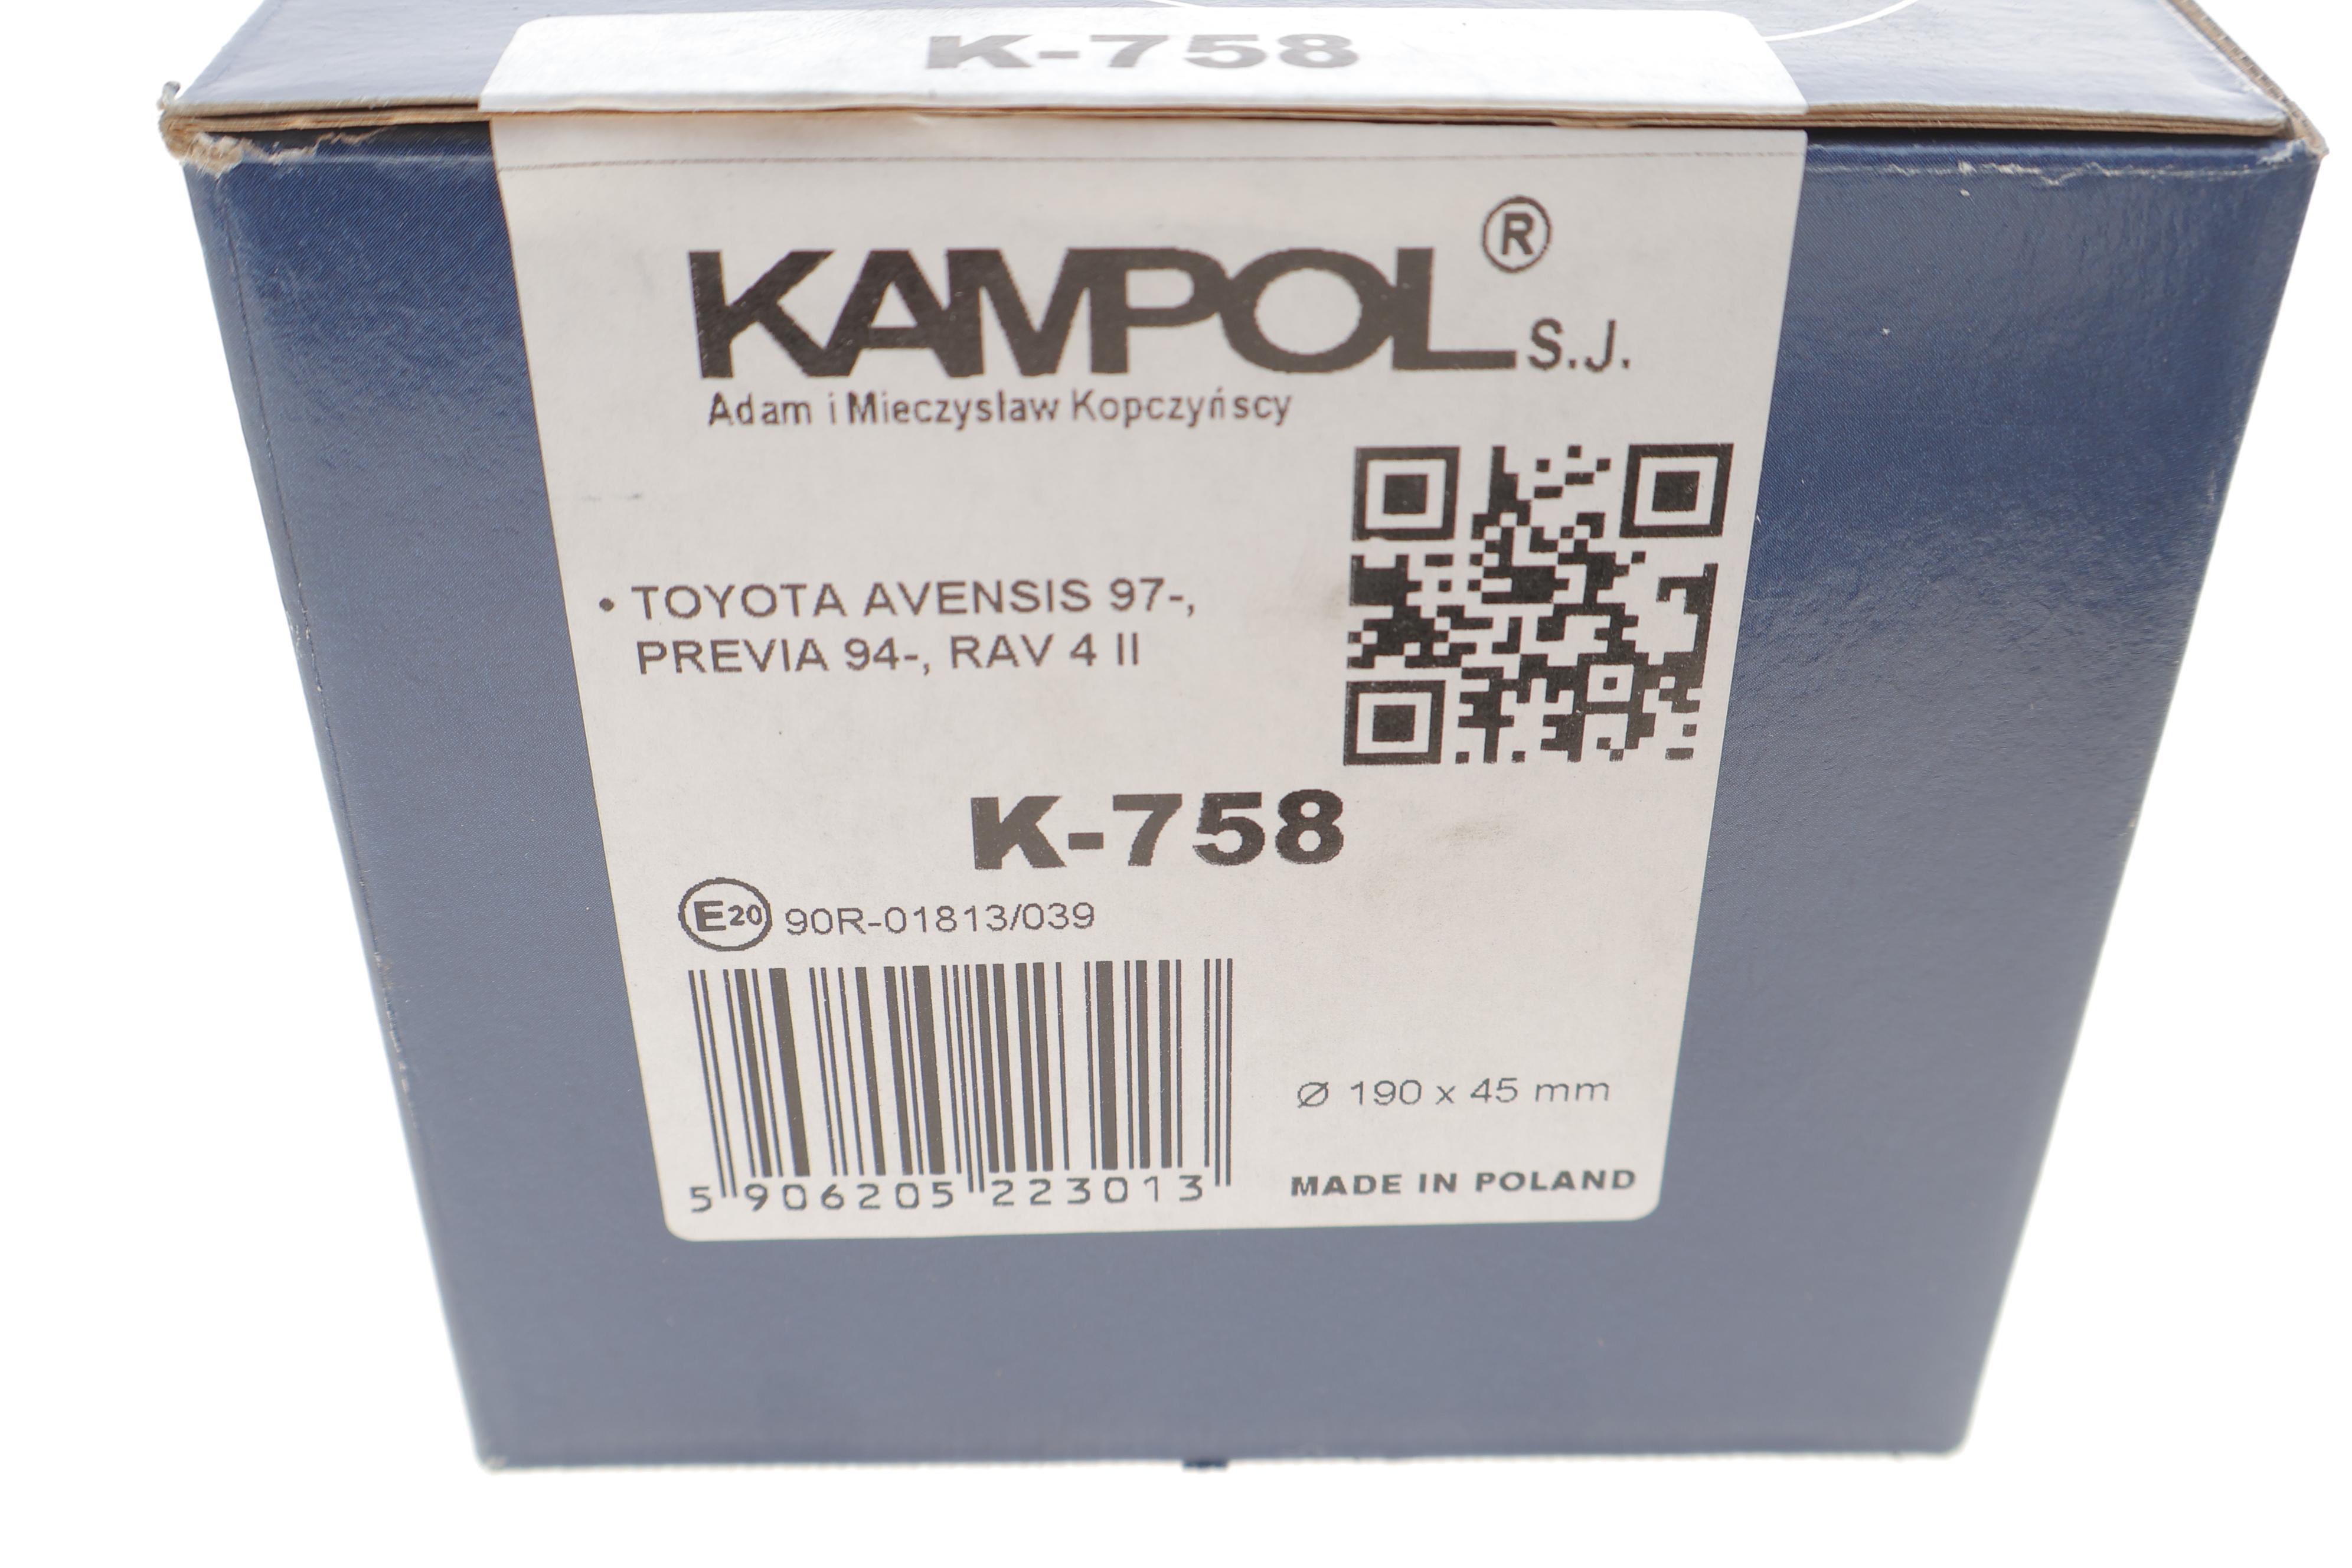 K-758
KAMPOL® S.J.
Adam i Mieczysław Kopczyńscy
• TOYOTA AVENSIS 97-,
PREVIA 94-, RAV 4 II
K-758
E20 90R-01813/039
5 906205 223013
Ø 190 x 45 mm
MADE IN POLAND